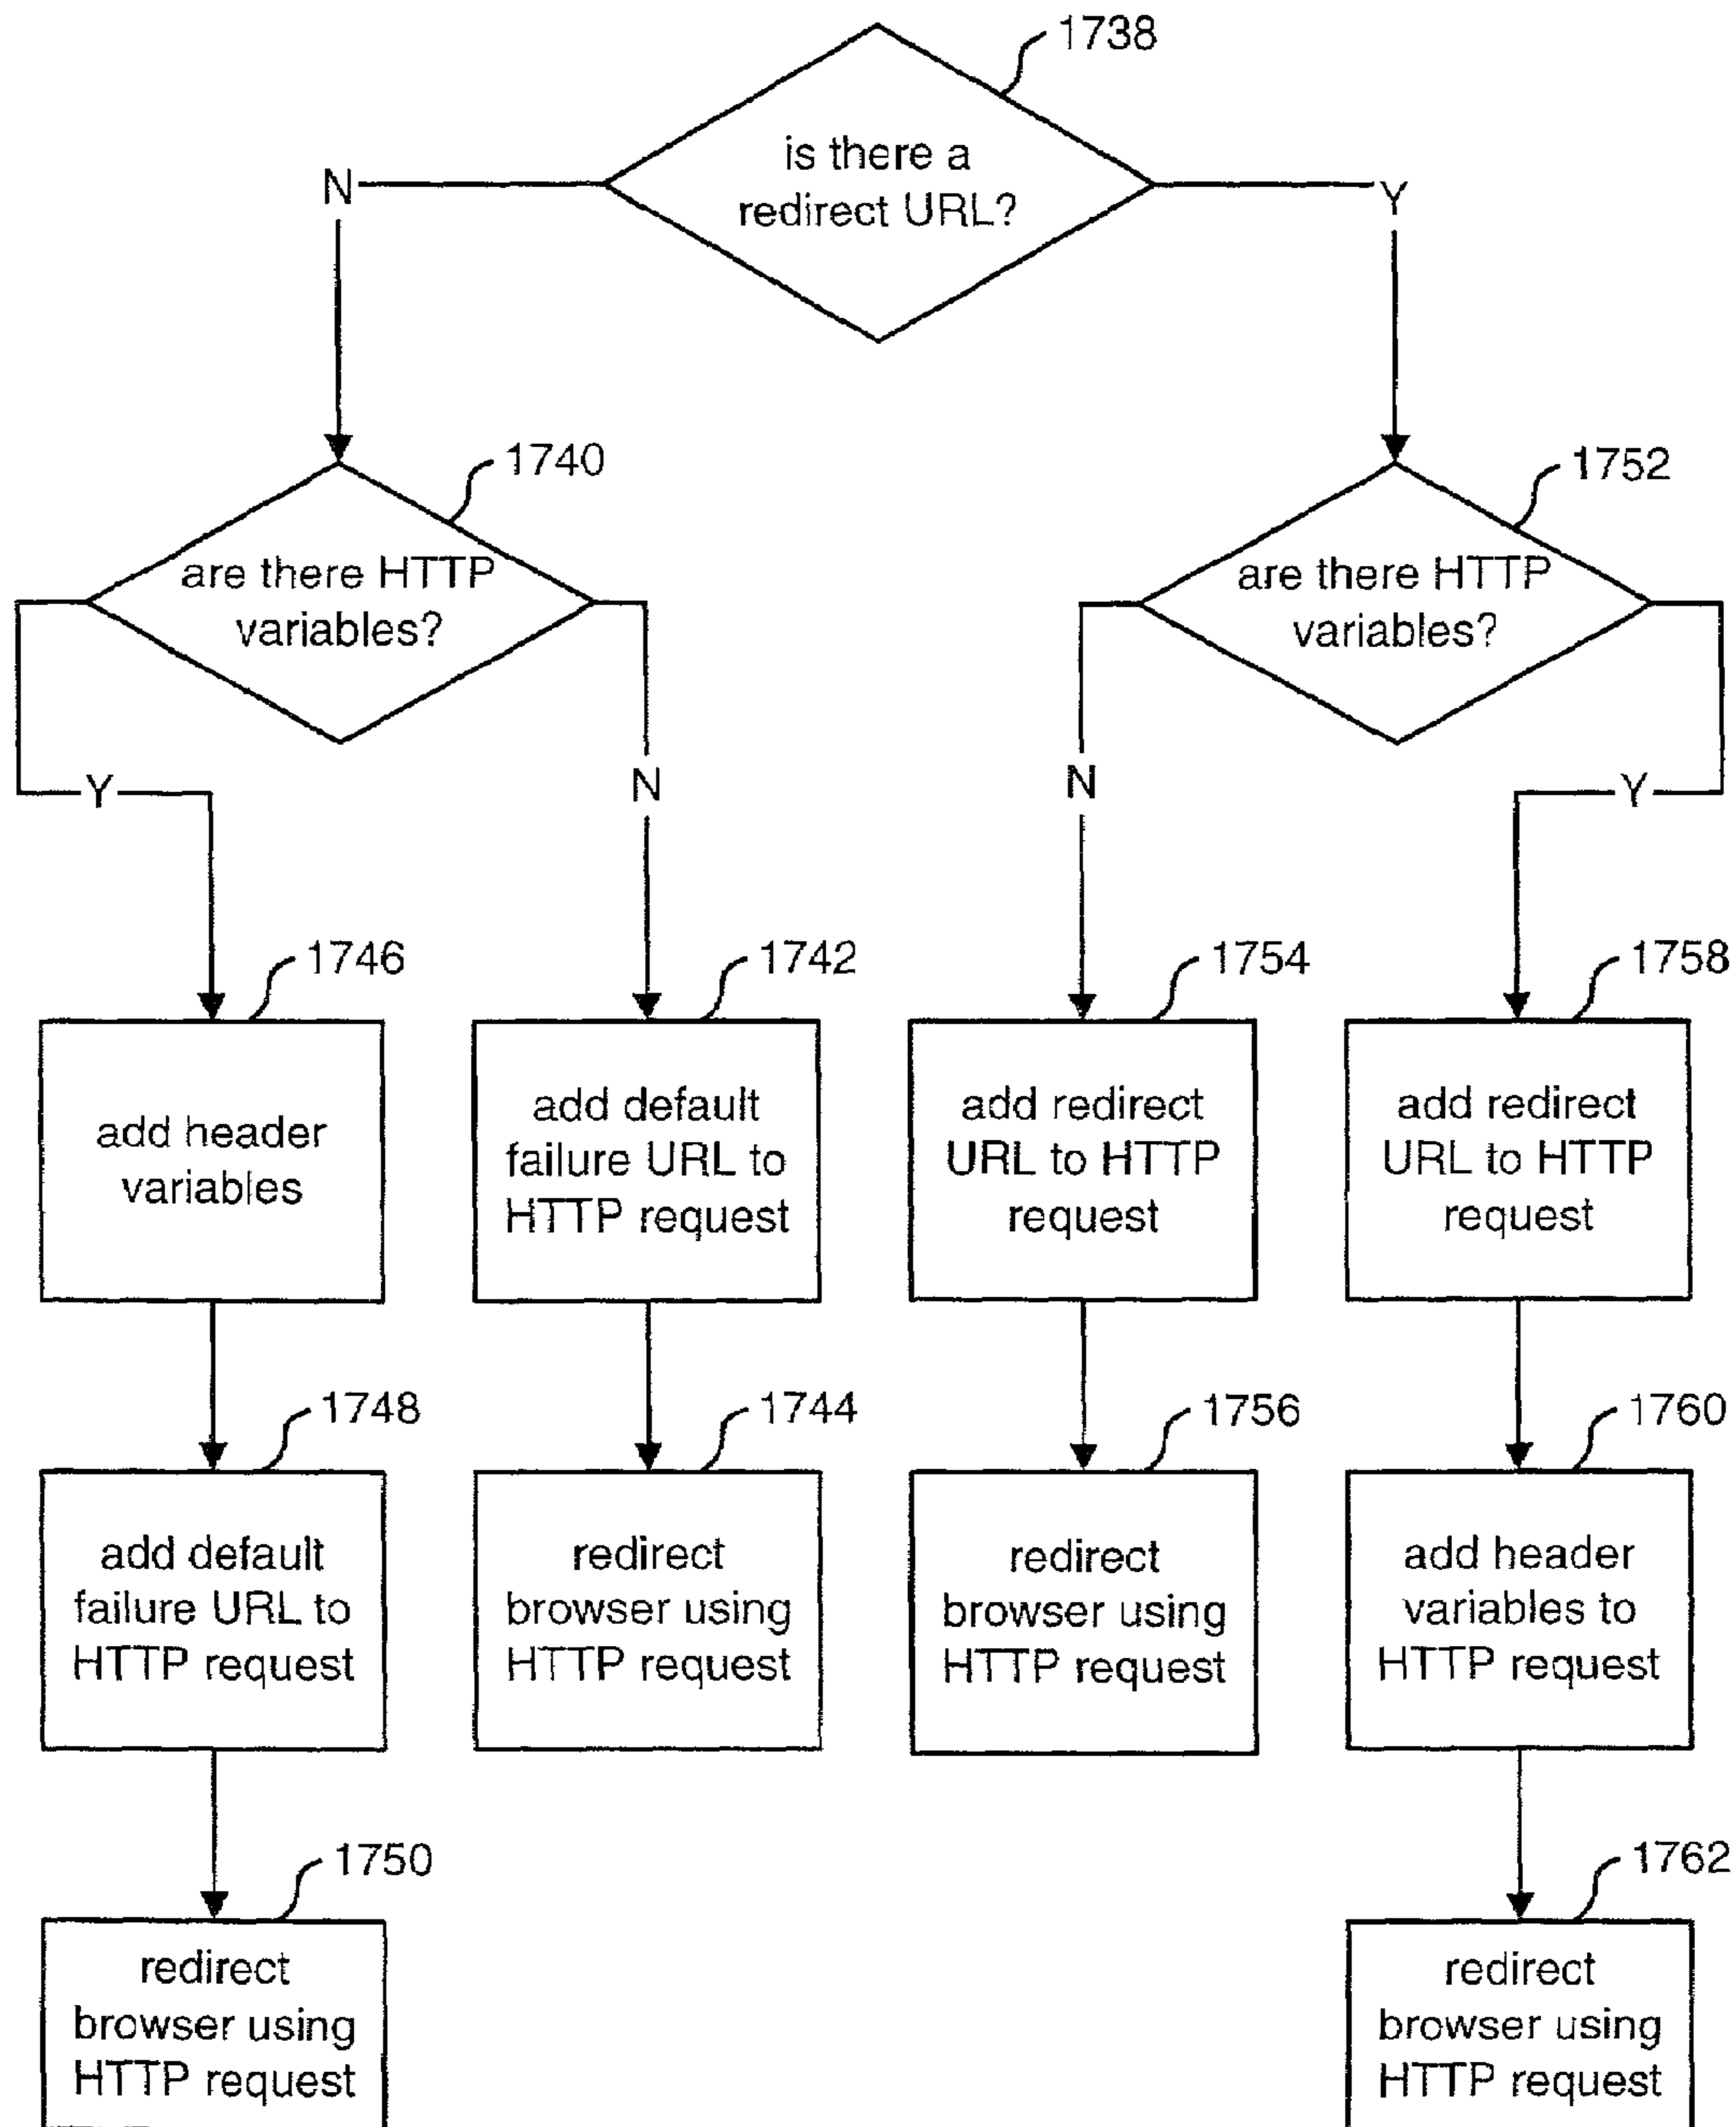 1738
is there a
redirect URL?
N
Y
1740
are there HTTP
variables?
1752
are there HTTP
variables?
Y
N
N
Y
1746
add header
variables
1742
add default
failure URL to
HTTP request
1754
add redirect
URL to HTTP
request
1758
add redirect
URL to HTTP
request
1748
add default
failure URL to
HTTP request
1744
redirect
browser using
HTTP request
1756
redirect
browser using
HTTP request
1760
add header
variables to
HTTP request
1750
redirect
browser using
HTTP request
1762
redirect
browser using
HTTP request